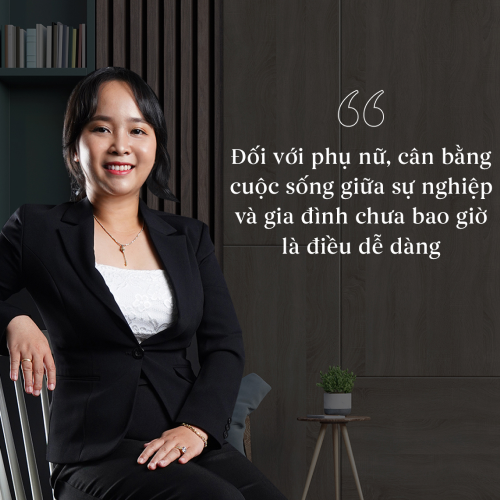 Đối với phụ nữ, cân bằng
cuộc sống giữa sự nghiệp
và gia đình chưa bao giờ
là điều dễ dàng